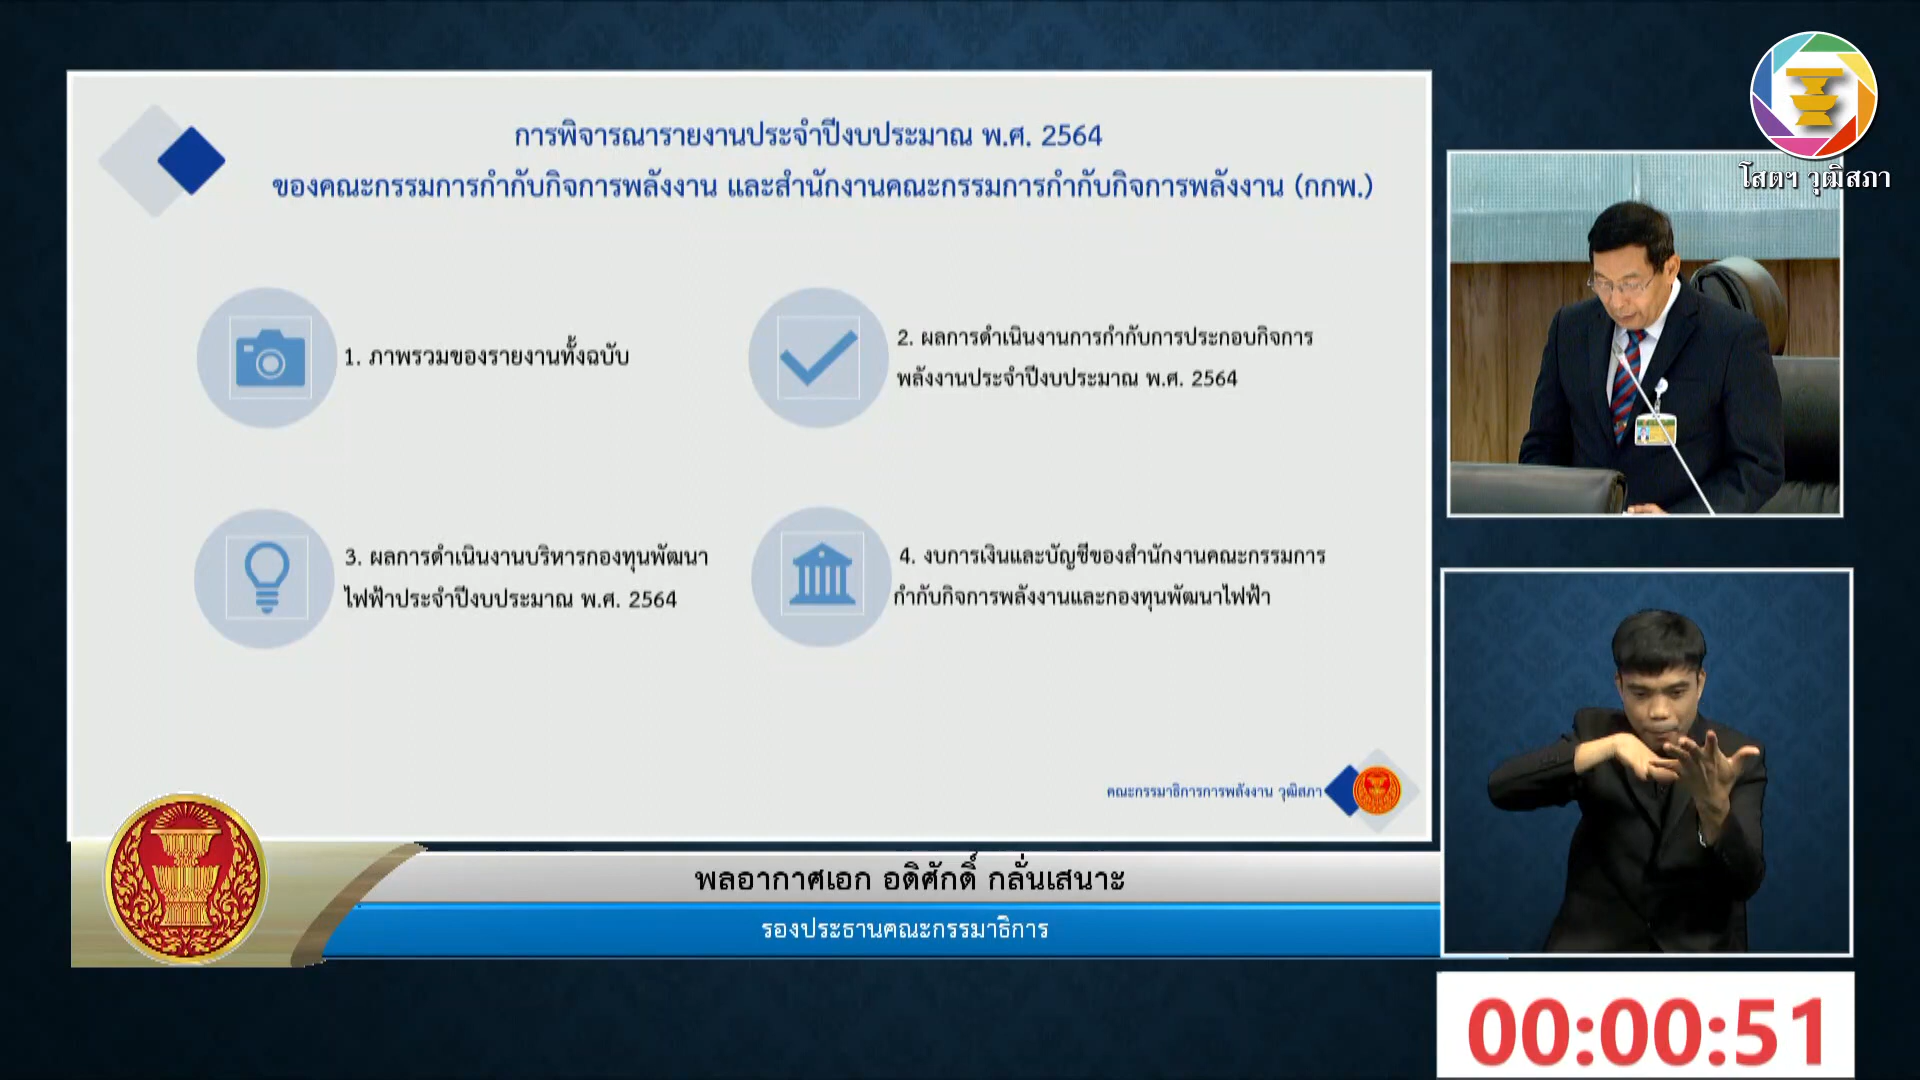 การพิจารณารายงานประจำปีงบประมาณ พ.ศ. 2564
ของคณะกรรมการกำกับกิจการพลังงาน และสำนักงานคณะกรรมการกำกับกิจการพลังงาน (กกพ.)
1. ภาพรวมของรายงานทั้งฉบับ
2. ผลการดำเนินงานการกำกับการประกอบกิจการ
พลังงานประจำปีงบประมาณ พ.ศ. 2564
3. ผลการดำเนินงานบริหารกองทุนพัฒนา
ไฟฟ้าประจำปีงบประมาณ พ.ศ. 2564
4. งบการเงินและบัญชีของสำนักงานคณะกรรมการ
กำกับกิจการพลังงานและกองทุนพัฒนาไฟฟ้า
คณะกรรมาธิการการพลังงาน วุฒิสภา
โสตฯ วุฒิสภา
พลอากาศเอก อดิศักดิ์ กลั่นเสนาะ
รองประธานคณะกรรมาธิการ
00:00:51